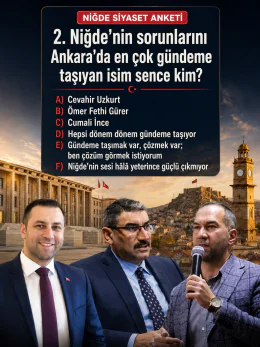 NİĞDE SİYASET ANKETİ
2. Niğde'nin sorunlarını
Ankara'da en çok gündeme
taşıyan isim sence kim?
A) Cevahir Uzkurt
B) Ömer Fethi Gürer
C) Cumali İnce
D) Hepsi dönem dönem gündeme taşıyor
E) Gündeme taşımak var, çözmek var;
ben çözüm görmek istiyorum
F) Niğde'nin sesi hâlâ yeterince güçlü çıkmıyor